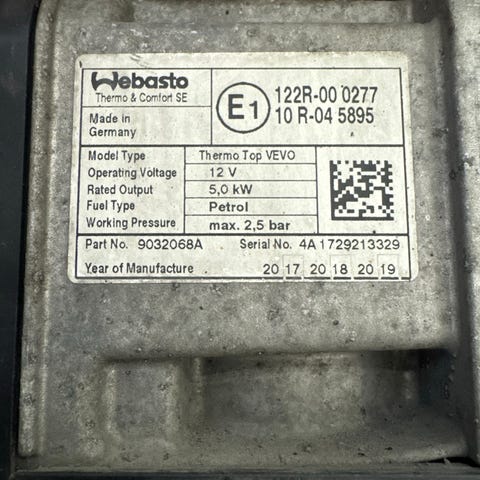 Webasto
Thermo & Comfort SE
Made in
Germany
E1
122R-00 0277
10 R-04 5895
Model Type Thermo Top VEVO
Operating Voltage 12 V
Rated Output 5,0 kW
Fuel Type Petrol
Working Pressure max. 2,5 bar
Part No. 9032068A Serial No. 4A1729213329
Year of Manufacture 20 17 20 18 20 19